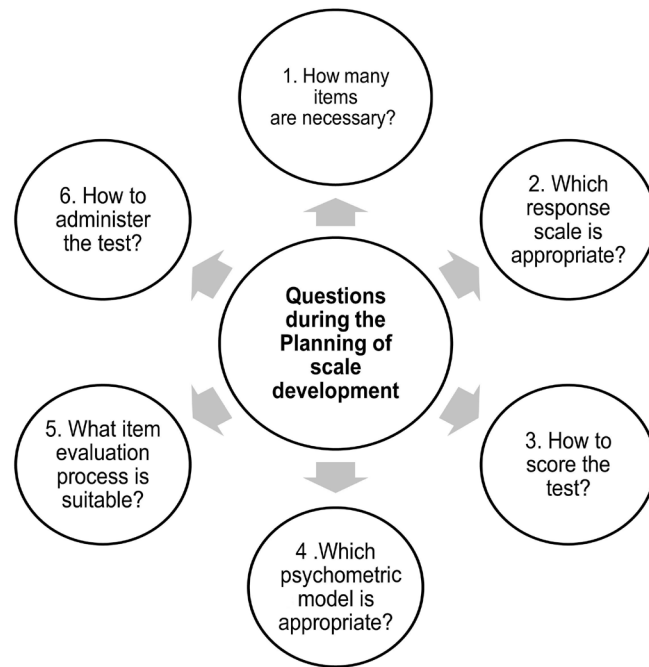 1. How many
items
are necessary?
2. Which
response
scale is
appropriate?
6. How to
administer
the test?
Questions
during the
Planning of
scale
development
3. How to
score the
test?
5. What item
evaluation
process is
suitable?
4 .Which
psychometric
model is
appropriate?